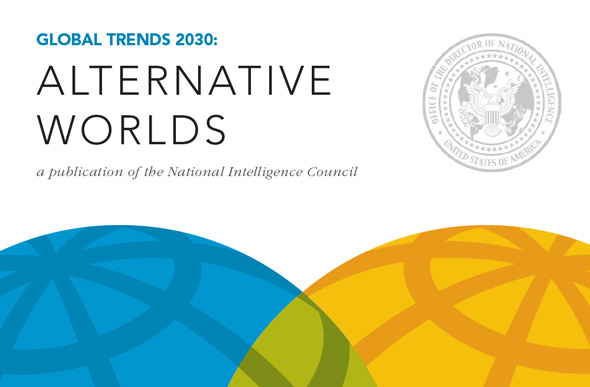 GLOBAL TRENDS 2030:
ALTERNATIVE
WORLDS
a publication of the National Intelligence Council
OFFICE OF THE DIRECTOR OF NATIONAL INTELLIGENCE
UNITED STATES OF AMERICA